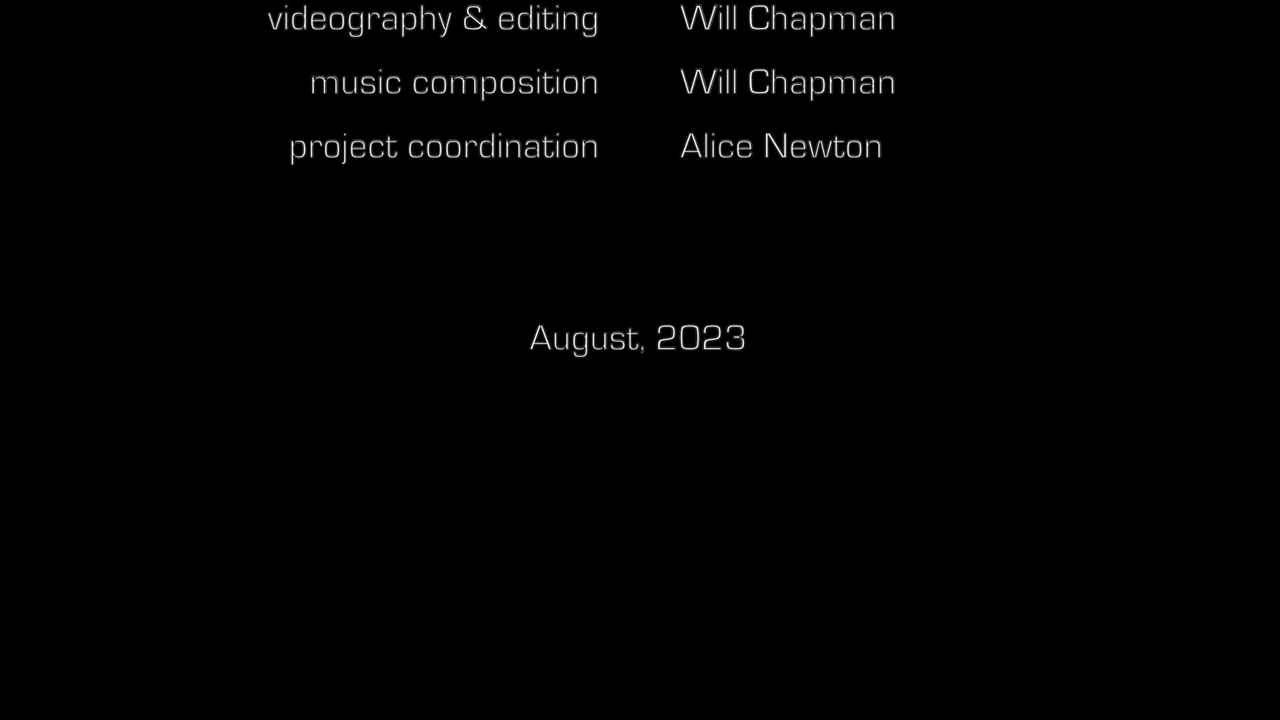 videography & editing Will Chapman
music composition Will Chapman
project coordination Alice Newton
August, 2023